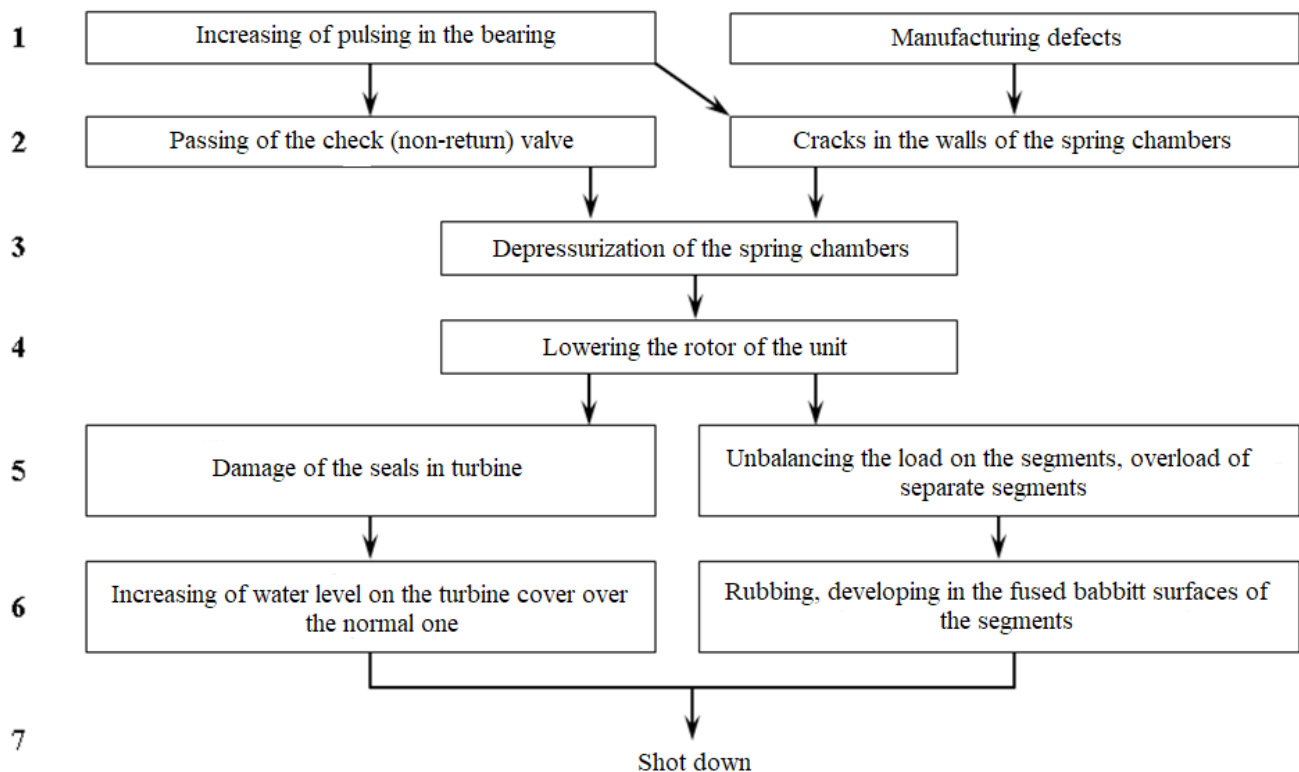 1
Increasing of pulsing in the bearing
Manufacturing defects
2
Passing of the check (non-return) valve
Cracks in the walls of the spring chambers
3
Depressurization of the spring chambers
4
Lowering the rotor of the unit
5
Damage of the seals in turbine
Unbalancing the load on the segments, overload of
separate segments
6
Increasing of water level on the turbine cover over
the normal one
Rubbing, developing in the fused babbitt surfaces of
the segments
7
Shot down